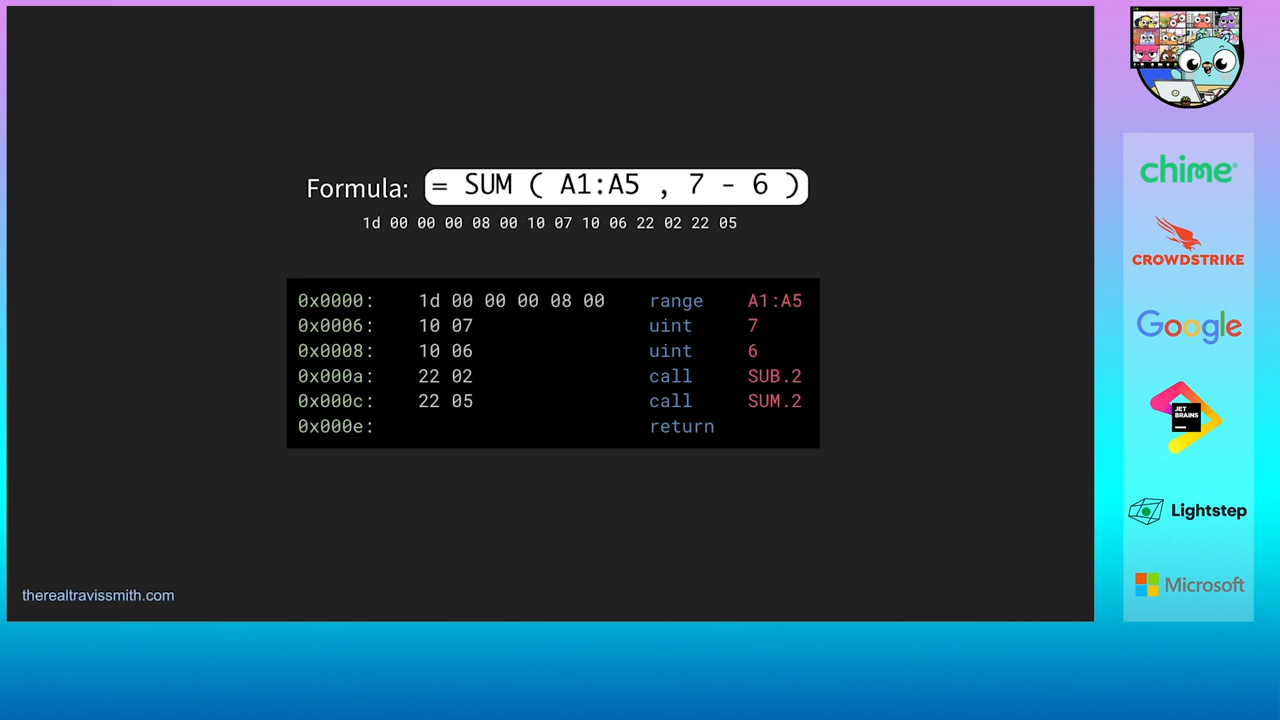 Formula: = SUM ( A1:A5 , 7 - 6 )
1d 00 00 00 08 00 10 07 10 06 22 02 22 05
0x0000: 1d 00 00 00 08 00 range A1:A5
0x0006: 10 07 uint 7
0x0008: 10 06 uint 6
0x000a: 22 02 call SUB.2
0x000c: 22 05 call SUM.2
0x000e: return
therealtravissmith.com
chime
CROWDSTRIKE
Google
JET
BRAINS
Lightstep
Microsoft